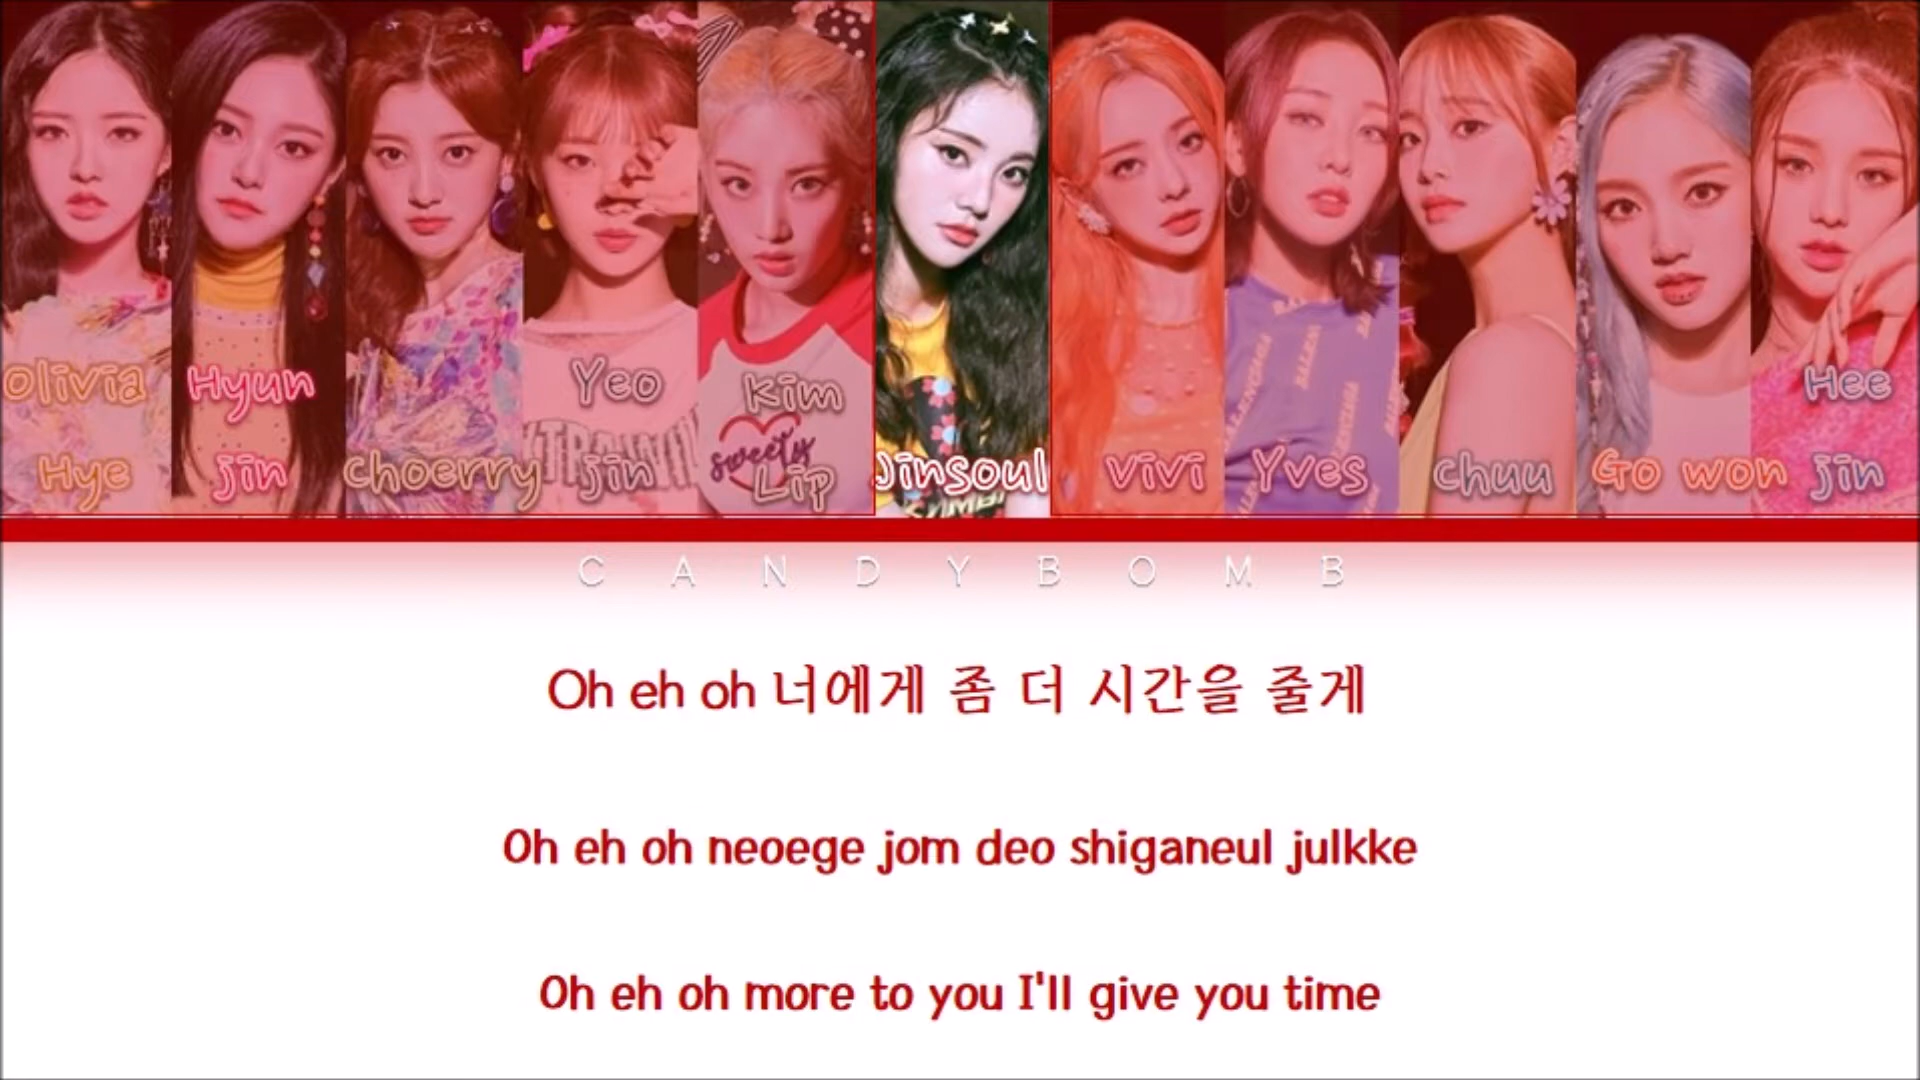 Olivia Hye
Hyun jin
choerry
Yeo jin
Kim Lip
Jinsoul
vivi
Yves
chuu
Go won
Hee jin
sweety
CANDYBOMB
Oh eh oh 너에게 좀 더 시간을 줄게
Oh eh oh neoege jom deo shiganeul julkke
Oh eh oh more to you I'll give you time